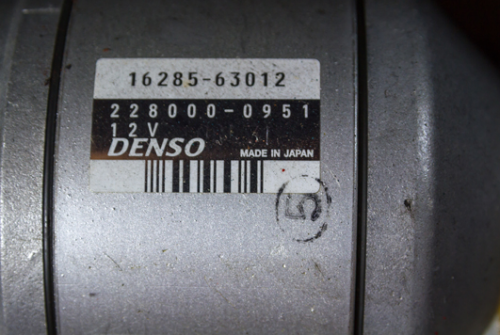 16285-63012
228000-0951
12V
DENSO MADE IN JAPAN
5